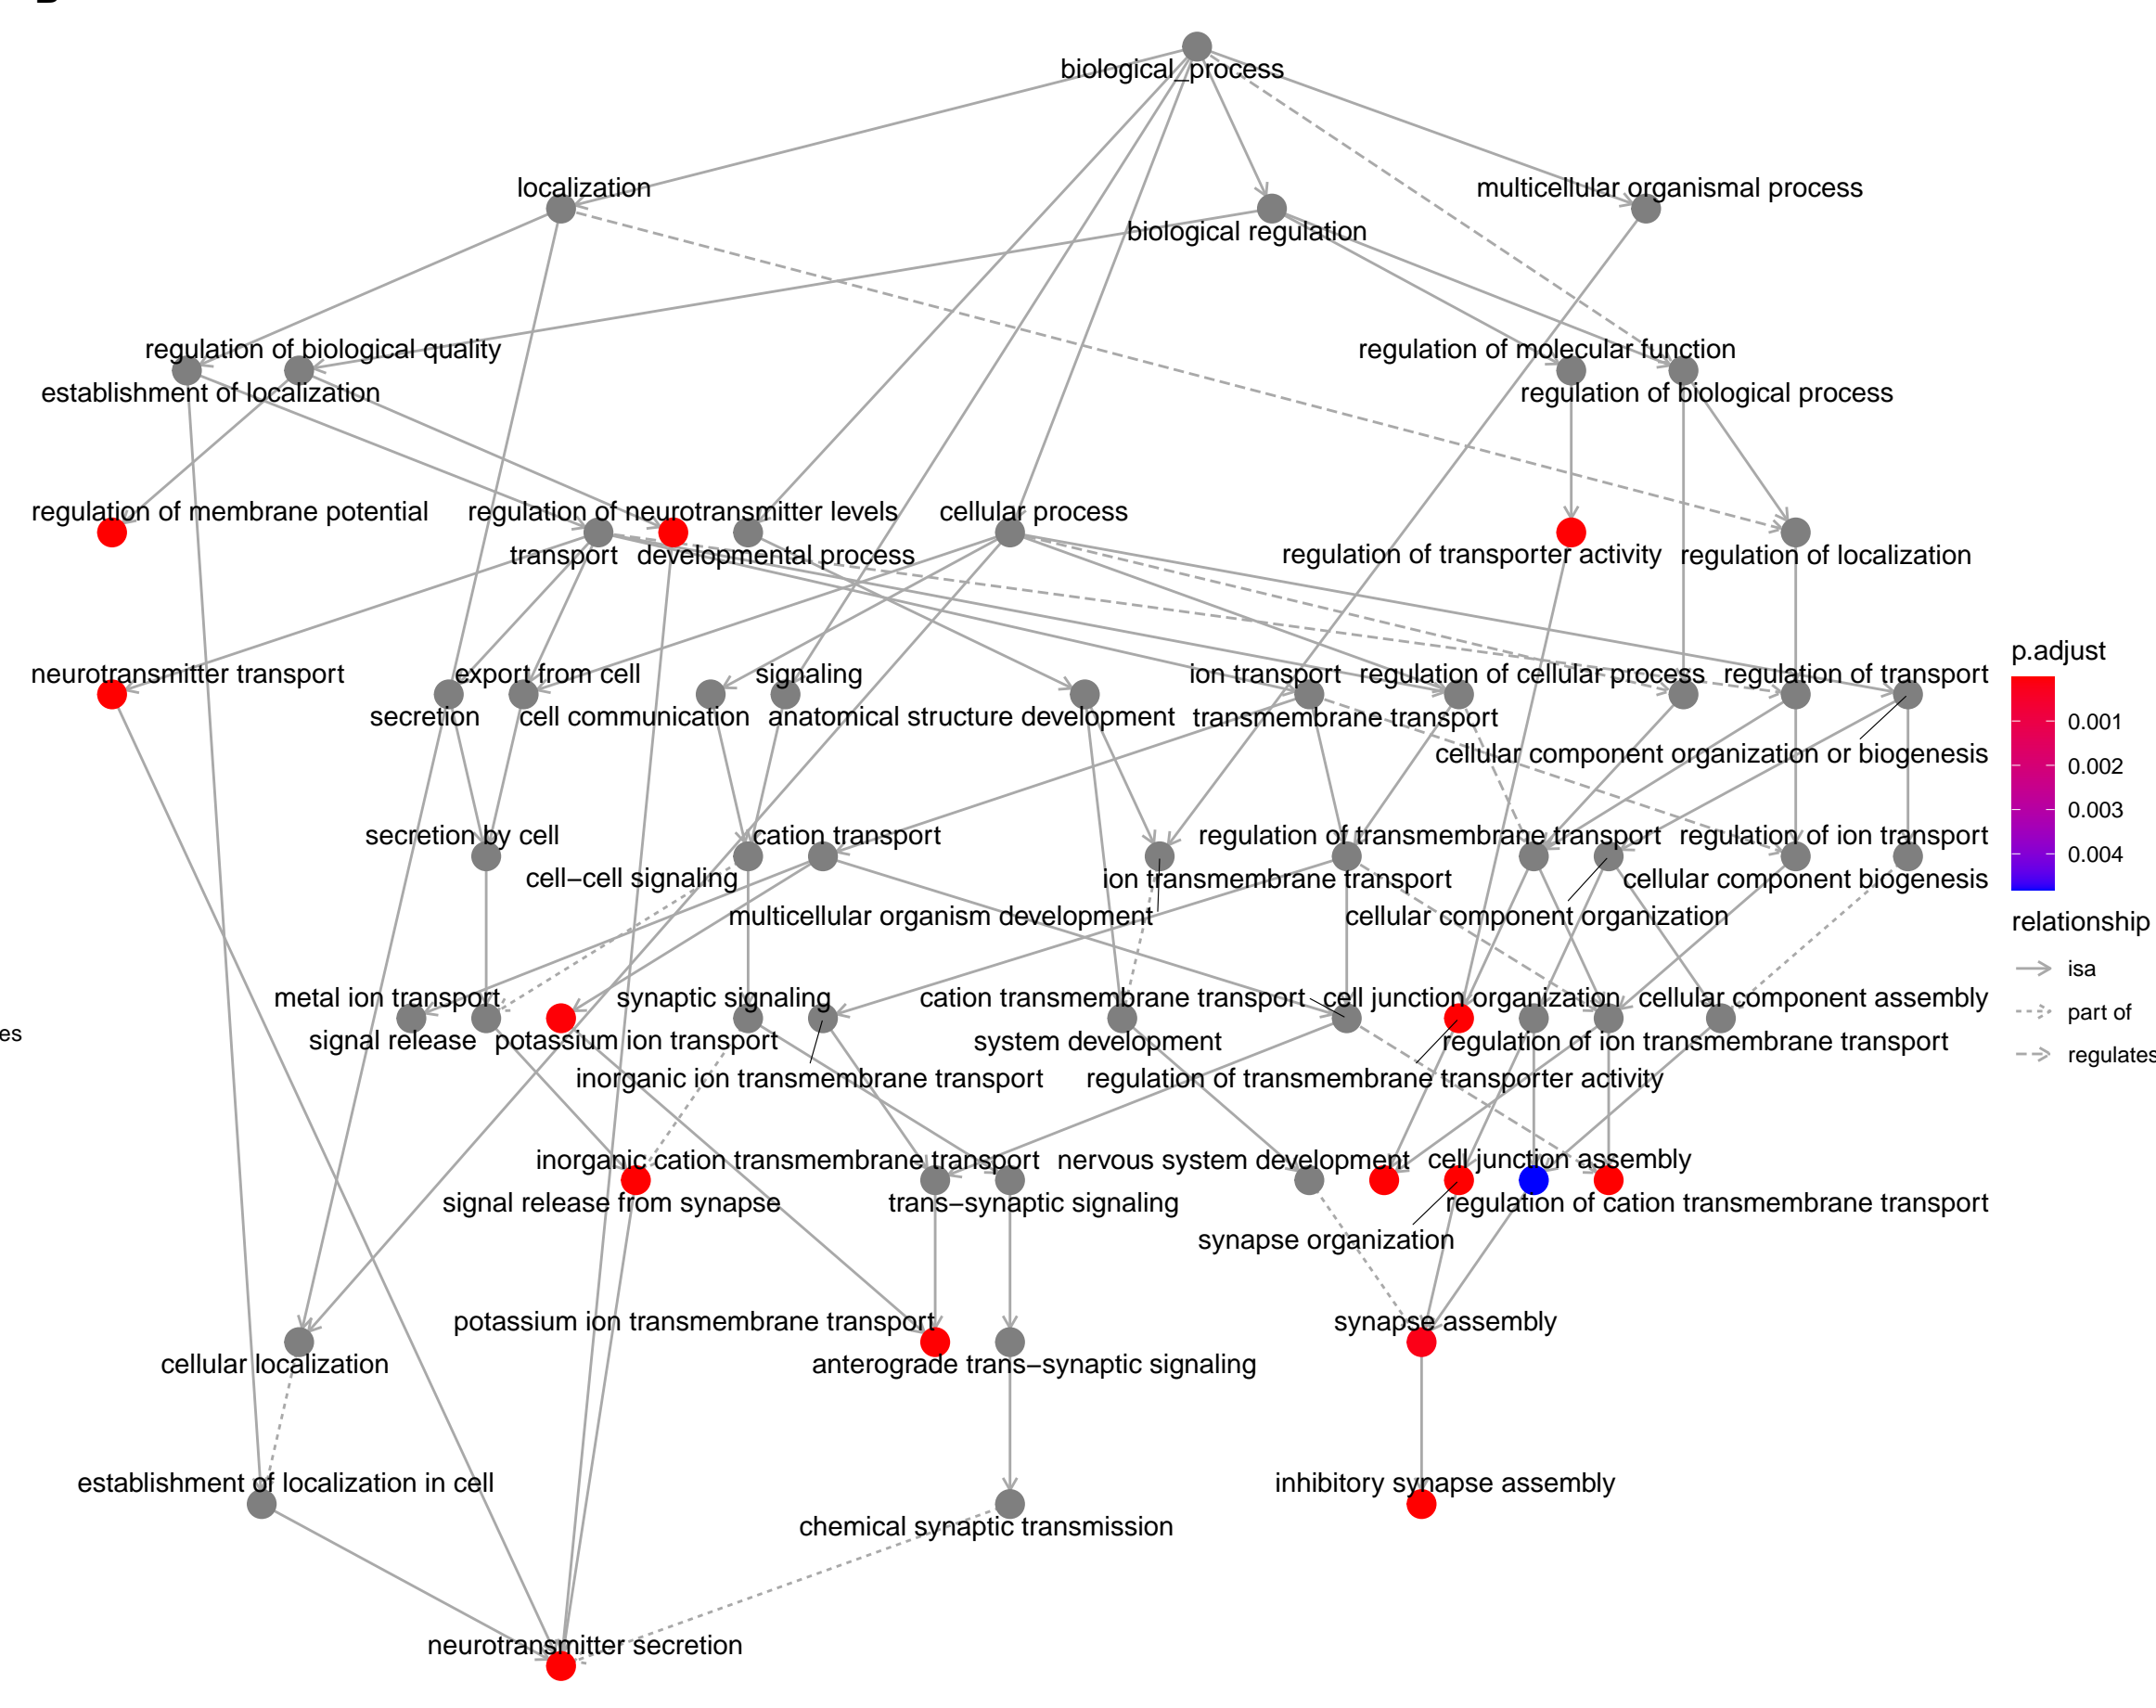 biological_process
localization
multicellular organismal process
biological regulation
regulation of biological quality
regulation of molecular function
establishment of localization
regulation of biological process
regulation of membrane potential
regulation of neurotransmitter levels
cellular process
transport
developmental process
regulation of transporter activity
regulation of localization
neurotransmitter transport
export from cell
signaling
ion transport
regulation of cellular process
regulation of transport
secretion
cell communication
anatomical structure development
transmembrane transport
cellular component organization or biogenesis
secretion by cell
cation transport
regulation of transmembrane transport
regulation of ion transport
cell−cell signaling
ion transmembrane transport
cellular component biogenesis
multicellular organism development
cellular component organization
metal ion transport
synaptic signaling
cation transmembrane transport
cell junction organization
cellular component assembly
signal release
potassium ion transport
system development
regulation of ion transmembrane transport
inorganic ion transmembrane transport
regulation of transmembrane transporter activity
inorganic cation transmembrane transport
nervous system development
cell junction assembly
signal release from synapse
trans−synaptic signaling
regulation of cation transmembrane transport
synapse organization
potassium ion transmembrane transport
synapse assembly
cellular localization
anterograde trans−synaptic signaling
establishment of localization in cell
inhibitory synapse assembly
chemical synaptic transmission
neurotransmitter secretion
p.adjust
0.001
0.002
0.003
0.004
relationship
isa
part of
regulates
es